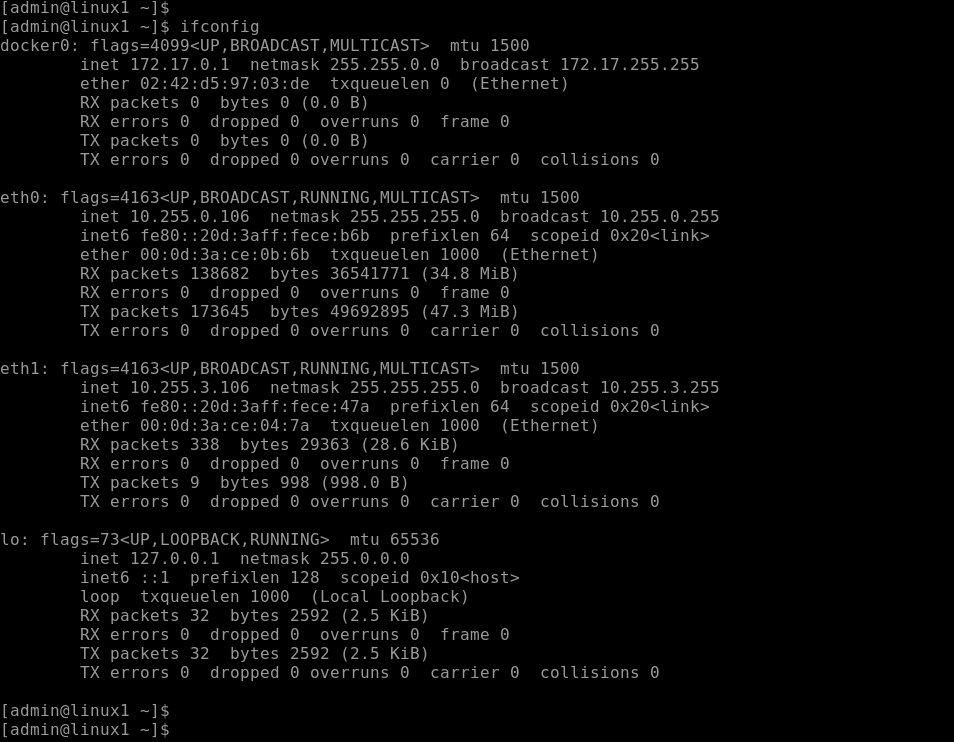 [admin@linux1 ~]$
[admin@linux1 ~]$ ifconfig
docker0: flags=4099<UP,BROADCAST,MULTICAST>  mtu 1500
        inet 172.17.0.1  netmask 255.255.0.0  broadcast 172.17.255.255
        ether 02:42:d5:97:03:de  txqueuelen 0  (Ethernet)
        RX packets 0  bytes 0 (0.0 B)
        RX errors 0  dropped 0  overruns 0  frame 0
        TX packets 0  bytes 0 (0.0 B)
        TX errors 0  dropped 0 overruns 0  carrier 0  collisions 0

eth0: flags=4163<UP,BROADCAST,RUNNING,MULTICAST>  mtu 1500
        inet 10.255.0.106  netmask 255.255.255.0  broadcast 10.255.0.255
        inet6 fe80::20d:3aff:fece:b6b  prefixlen 64  scopeid 0x20<link>
        ether 00:0d:3a:ce:0b:6b  txqueuelen 1000  (Ethernet)
        RX packets 138682  bytes 36541771 (34.8 MiB)
        RX errors 0  dropped 0  overruns 0  frame 0
        TX packets 173645  bytes 49692895 (47.3 MiB)
        TX errors 0  dropped 0 overruns 0  carrier 0  collisions 0

eth1: flags=4163<UP,BROADCAST,RUNNING,MULTICAST>  mtu 1500
        inet 10.255.3.106  netmask 255.255.255.0  broadcast 10.255.3.255
        inet6 fe80::20d:3aff:fece:47a  prefixlen 64  scopeid 0x20<link>
        ether 00:0d:3a:ce:04:7a  txqueuelen 1000  (Ethernet)
        RX packets 338  bytes 29363 (28.6 KiB)
        RX errors 0  dropped 0  overruns 0  frame 0
        TX packets 9  bytes 998 (998.0 B)
        TX errors 0  dropped 0 overruns 0  carrier 0  collisions 0

lo: flags=73<UP,LOOPBACK,RUNNING>  mtu 65536
        inet 127.0.0.1  netmask 255.0.0.0
        inet6 ::1  prefixlen 128  scopeid 0x10<host>
        loop  txqueuelen 1000  (Local Loopback)
        RX packets 32  bytes 2592 (2.5 KiB)
        RX errors 0  dropped 0  overruns 0  frame 0
        TX packets 32  bytes 2592 (2.5 KiB)
        TX errors 0  dropped 0 overruns 0  carrier 0  collisions 0

[admin@linux1 ~]$
[admin@linux1 ~]$